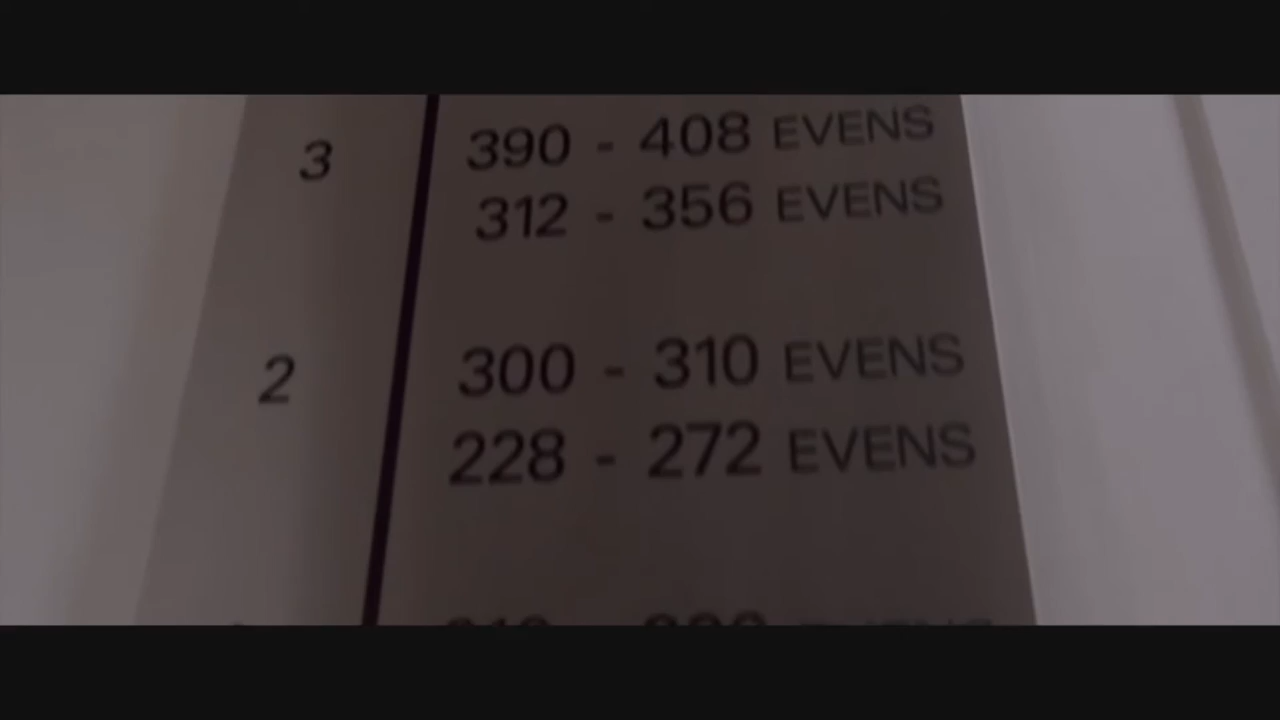 3 390 - 408 EVENS
312 - 356 EVENS
2 300 - 310 EVENS
228 - 272 EVENS